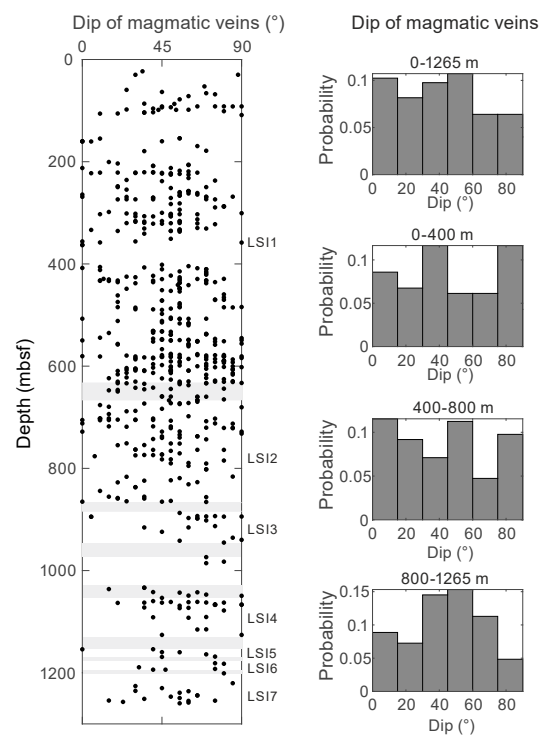 Dip of magmatic veins (°)
0 45 90
Depth (mbsf)
0
200
400
600
800
1000
1200
LSI1
LSI2
LSI3
LSI4
LSI5
LSI6
LSI7
Dip of magmatic veins
0-1265 m
Probability
0.1
0.05
0
0 20 40 60 80
Dip (°)
0-400 m
Probability
0.1
0.05
0
0 20 40 60 80
Dip (°)
400-800 m
Probability
0.1
0.05
0
0 20 40 60 80
Dip (°)
800-1265 m
Probability
0.15
0.1
0.05
0
0 20 40 60 80
Dip (°)